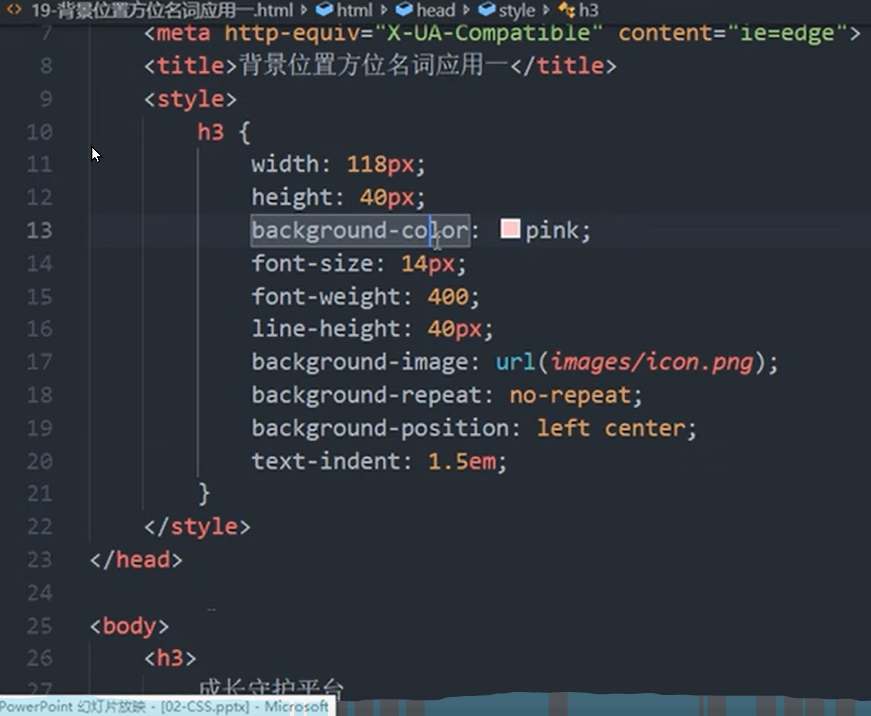 19-背景位置方位名词应用一.html › html › head › style › h3
7 <meta http-equiv="X-UA-Compatible" content="ie=edge">
8 <title>背景位置方位名词应用一</title>
9 <style>
10 h3 {
11 width: 118px;
12 height: 40px;
13 background-color: pink;
14 font-size: 14px;
15 font-weight: 400;
16 line-height: 40px;
17 background-image: url(images/icon.png);
18 background-repeat: no-repeat;
19 background-position: left center;
20 text-indent: 1.5em;
21 }
22 </style>
23 </head>
24
25 <body>
26 <h3>
27 成长守护平台
PowerPoint 幻灯片放映 - [02-CSS.pptx] - Microsoft